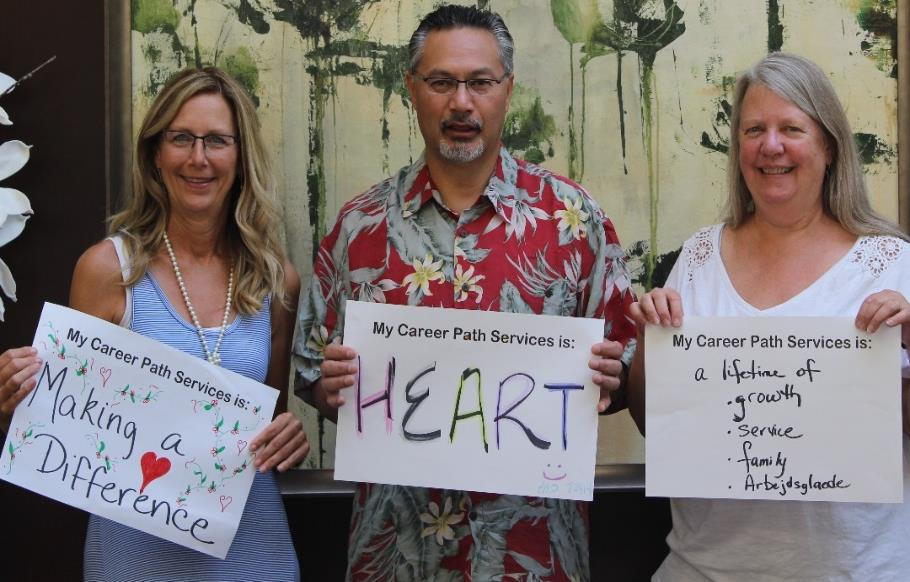 My Career Path Services is:
Making a
Difference
My Career Path Services is:
HEART
My Career Path Services is:
a lifetime of
· growth
· Service
· family
· Arbejdsglaede